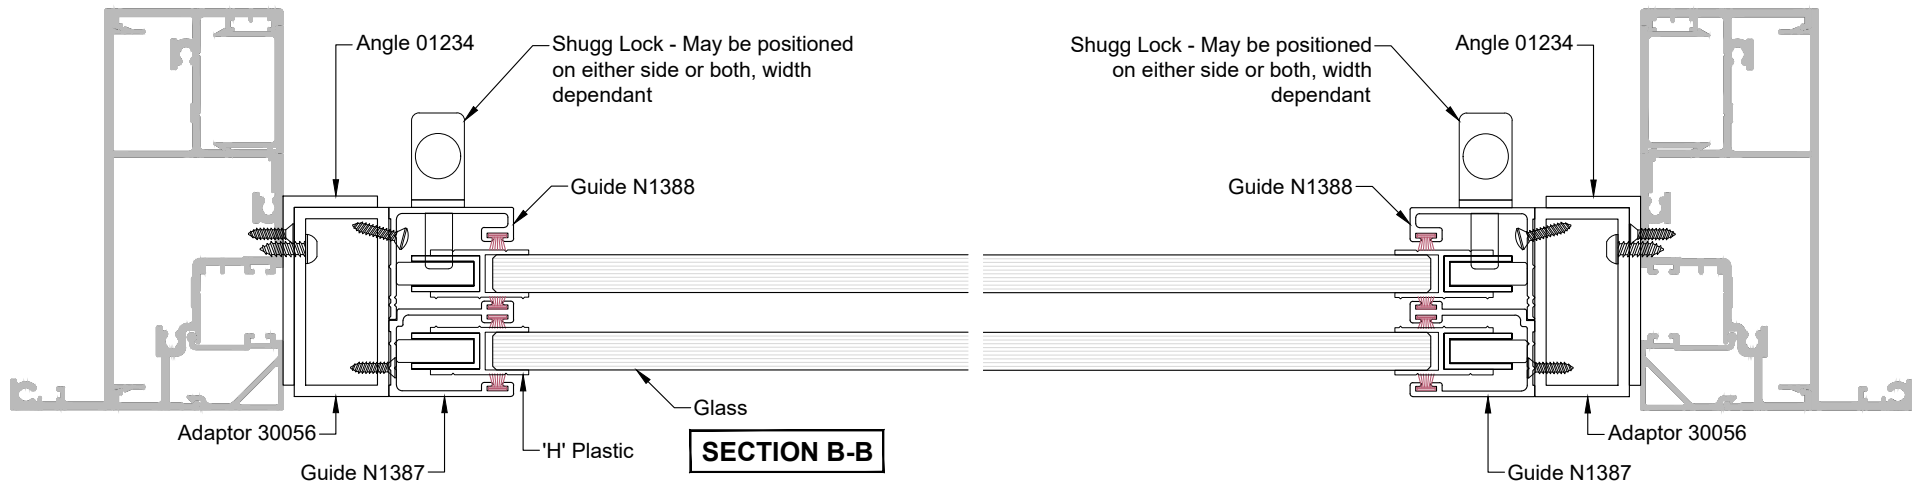 Angle 01234
Shugg Lock - May be positioned
on either side or both, width
dependant
Shugg Lock - May be positioned
on either side or both, width
dependant
Angle 01234
Guide N1388
Guide N1388
Glass
Adaptor 30056
'H' Plastic
SECTION B-B
Guide N1387
Adaptor 30056
Guide N1387